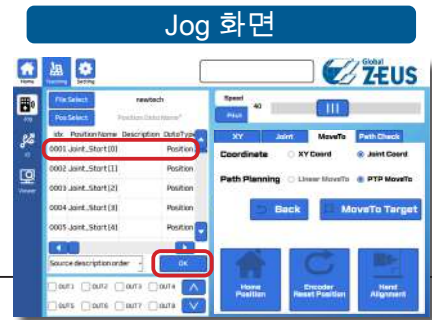 Jog 화면
Home
Teaching
Setting
Global
ZEUS
Jog
I/O
Viewer
File Select
newtech
Pos Select
Position Data Name*
Idx. Position Name Description DataType
0001 Joint_Start[0] Position
0002 Joint_Start[1] Position
0003 Joint_Start[2] Position
0004 Joint_Start[3] Position
0005 Joint_Start[4] Position
Source description order
OK
OUT1 OUT2 OUT3 OUT4
OUT5 OUT6 OUT7 OUT8
Speed
40
Pitch
XY Joint MoveTo Path Check
Coordinate XY Coord Joint Coord
Path Planning Linear MoveTo PTP MoveTo
Back MoveTo Target
Home Position
Encoder Reset Position
Hand Alignment